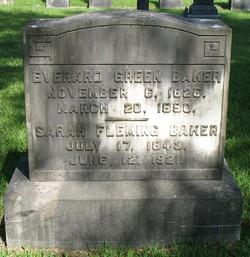 EVERARD GREEN BAKER
NOVEMBER 6, 1826.
MARCH 20, 1890.
SARAH FLEMING BAKER
JULY 17, 1843.
JUNE 12, 1921.